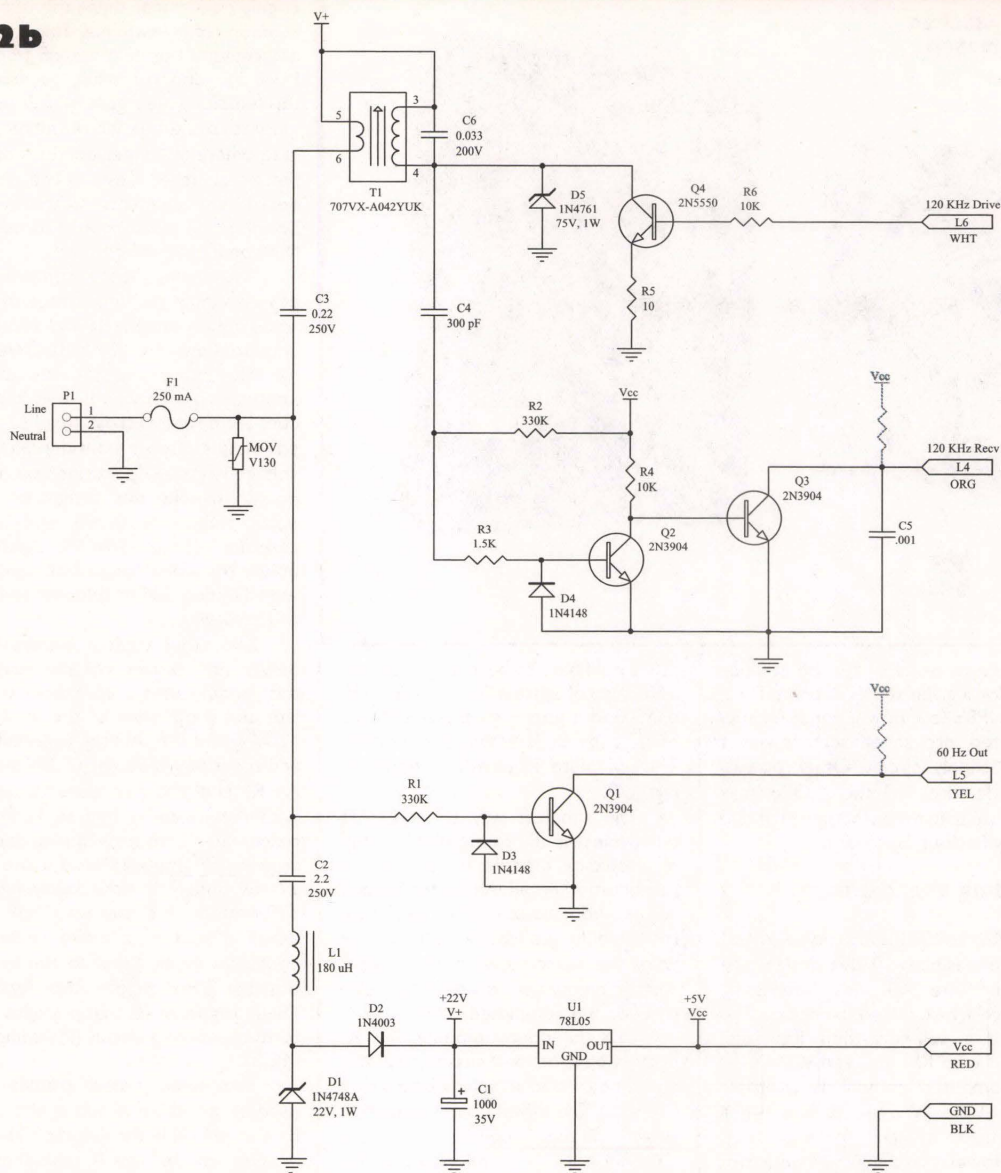 2b
V+
5
6
3
4
T1
707VX-A042YUK
C6
0.033
200V
D5
1N4761
75V, 1W
Q4
2N5550
R6
10K
120 KHz Drive
L6
WHT
R5
10
C3
0.22
250V
C4
300 pF
Line
Neutral
P1
1
2
F1
250 mA
MOV
V130
R2
330K
Vcc
R4
10K
Vcc
120 KHz Recv
L4
ORG
Q3
2N3904
C5
.001
R3
1.5K
Q2
2N3904
D4
1N4148
Vcc
60 Hz Out
L5
YEL
R1
330K
Q1
2N3904
D3
1N4148
C2
2.2
250V
L1
180 uH
D2
1N4003
+22V
V+
U1
78L05
IN
OUT
GND
+5V
Vcc
Vcc
RED
D1
1N4748A
22V, 1W
+
C1
1000
35V
GND
BLK